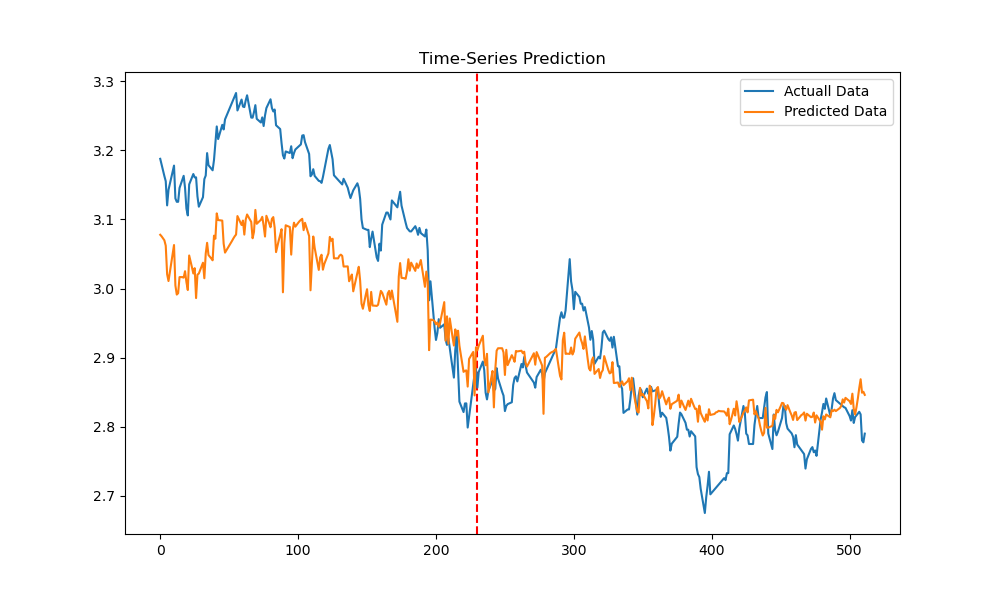 Time-Series Prediction
Actuall Data
Predicted Data
3.3
3.2
3.1
3.0
2.9
2.8
2.7
0 100 200 300 400 500